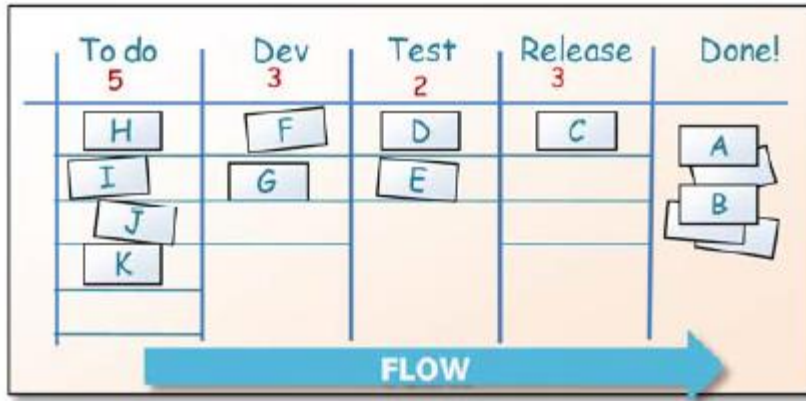 To do Dev Test Release Done!
5 3 2 3
H F D C A
I G E B
J
K
FLOW